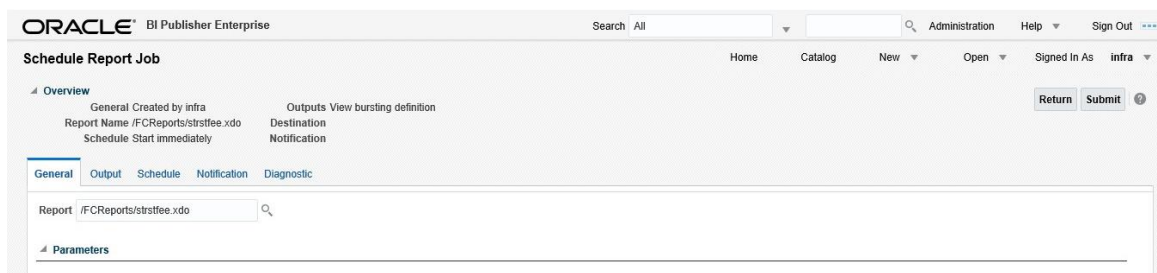 ORACLE® BI Publisher Enterprise Search All Administration Help Sign Out
Schedule Report Job Home Catalog New Open Signed In As infra
Overview
General Created by infra Outputs View bursting definition Return Submit ?
Report Name /FCReports/strstfee.xdo Destination
Schedule Start immediately Notification
General Output Schedule Notification Diagnostic
Report /FCReports/strstfee.xdo
Parameters